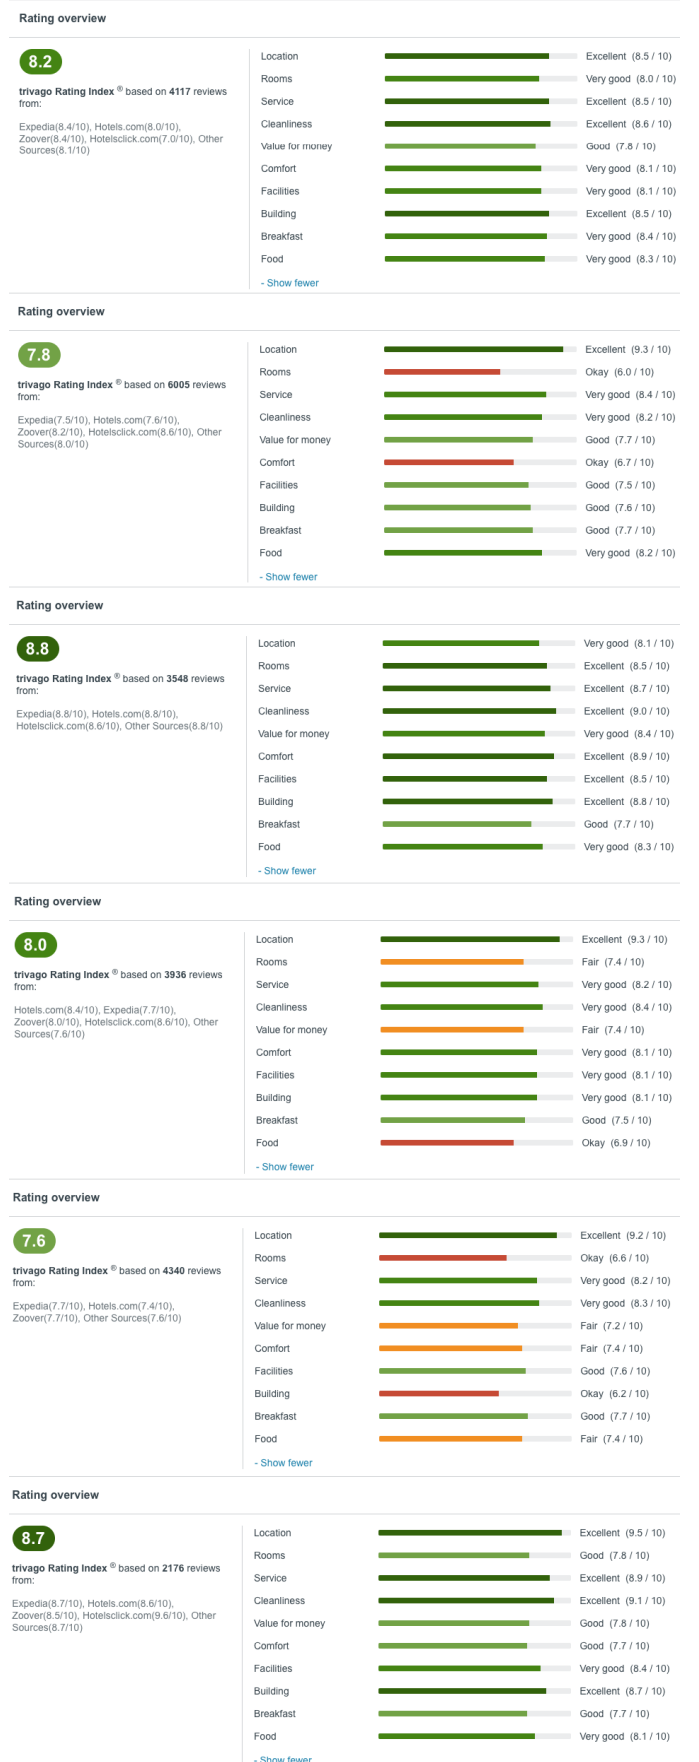 Rating overview
8.2
trivago Rating Index ® based on 4117 reviews
from:
Expedia(8.4/10), Hotels.com(8.0/10),
Zoover(8.4/10), Hotelsclick.com(7.0/10), Other
Sources(8.1/10)
Location Excellent (8.5 / 10)
Rooms Very good (8.0 / 10)
Service Excellent (8.5 / 10)
Cleanliness Excellent (8.6 / 10)
Value for money Good (7.8 / 10)
Comfort Very good (8.1 / 10)
Facilities Very good (8.1 / 10)
Building Excellent (8.5 / 10)
Breakfast Very good (8.4 / 10)
Food Very good (8.3 / 10)
- Show fewer
Rating overview
7.8
trivago Rating Index ® based on 6005 reviews
from:
Expedia(7.5/10), Hotels.com(7.6/10),
Zoover(8.2/10), Hotelsclick.com(8.6/10), Other
Sources(8.0/10)
Location Excellent (9.3 / 10)
Rooms Okay (6.0 / 10)
Service Very good (8.4 / 10)
Cleanliness Very good (8.2 / 10)
Value for money Good (7.7 / 10)
Comfort Okay (6.7 / 10)
Facilities Good (7.5 / 10)
Building Good (7.6 / 10)
Breakfast Good (7.7 / 10)
Food Very good (8.2 / 10)
- Show fewer
Rating overview
8.8
trivago Rating Index ® based on 3548 reviews
from:
Expedia(8.8/10), Hotels.com(8.8/10),
Hotelsclick.com(8.6/10), Other Sources(8.8/10)
Location Very good (8.1 / 10)
Rooms Excellent (8.5 / 10)
Service Excellent (8.7 / 10)
Cleanliness Excellent (9.0 / 10)
Value for money Very good (8.4 / 10)
Comfort Excellent (8.9 / 10)
Facilities Excellent (8.5 / 10)
Building Excellent (8.8 / 10)
Breakfast Good (7.7 / 10)
Food Very good (8.3 / 10)
- Show fewer
Rating overview
8.0
trivago Rating Index ® based on 3936 reviews
from:
Hotels.com(8.4/10), Expedia(7.7/10),
Zoover(8.0/10), Hotelsclick.com(8.6/10), Other
Sources(7.6/10)
Location Excellent (9.3 / 10)
Rooms Fair (7.4 / 10)
Service Very good (8.2 / 10)
Cleanliness Very good (8.4 / 10)
Value for money Fair (7.4 / 10)
Comfort Very good (8.1 / 10)
Facilities Very good (8.1 / 10)
Building Very good (8.1 / 10)
Breakfast Good (7.5 / 10)
Food Okay (6.9 / 10)
- Show fewer
Rating overview
7.6
trivago Rating Index ® based on 4340 reviews
from:
Expedia(7.7/10), Hotels.com(7.4/10),
Zoover(7.7/10), Other Sources(7.6/10)
Location Excellent (9.2 / 10)
Rooms Okay (6.6 / 10)
Service Very good (8.2 / 10)
Cleanliness Very good (8.3 / 10)
Value for money Fair (7.2 / 10)
Comfort Fair (7.4 / 10)
Facilities Good (7.6 / 10)
Building Okay (6.2 / 10)
Breakfast Good (7.7 / 10)
Food Fair (7.4 / 10)
- Show fewer
Rating overview
8.7
trivago Rating Index ® based on 2176 reviews
from:
Expedia(8.7/10), Hotels.com(8.6/10),
Zoover(8.5/10), Hotelsclick.com(9.6/10), Other
Sources(8.7/10)
Location Excellent (9.5 / 10)
Rooms Good (7.8 / 10)
Service Excellent (8.9 / 10)
Cleanliness Excellent (9.1 / 10)
Value for money Good (7.8 / 10)
Comfort Good (7.7 / 10)
Facilities Very good (8.4 / 10)
Building Excellent (8.7 / 10)
Breakfast Good (7.7 / 10)
Food Very good (8.1 / 10)
- Show fewer